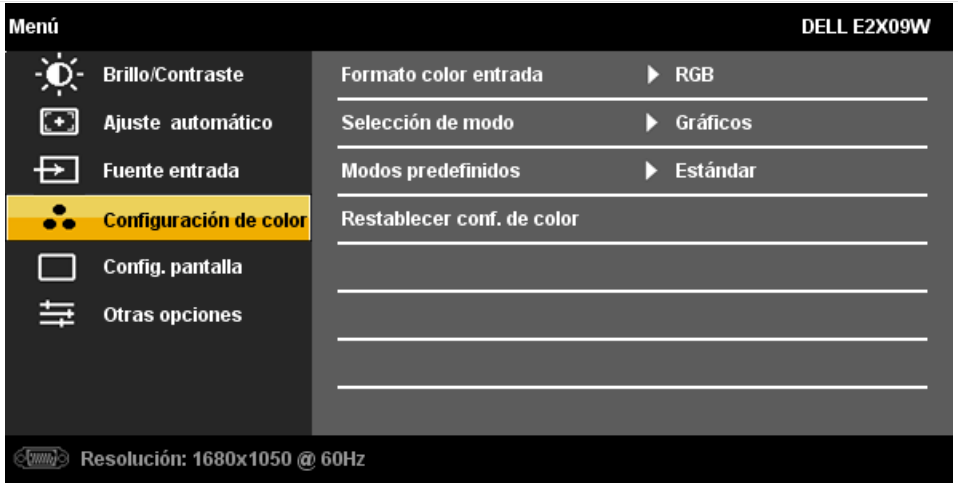 Menú DELL E2X09W
Brillo/Contraste Formato color entrada RGB
Ajuste automático Selección de modo Gráficos
Fuente entrada Modos predefinidos Estándar
Configuración de color Restablecer conf. de color
Config. pantalla
Otras opciones
Resolución: 1680x1050 @ 60Hz